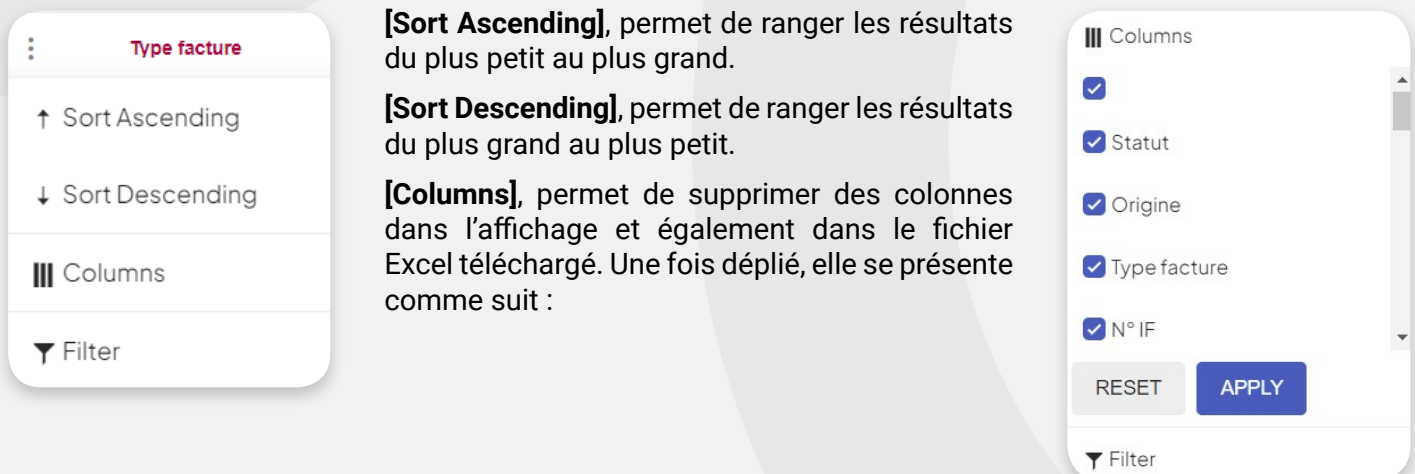 Type facture
Sort Ascending
Sort Descending
Columns
Filter
[Sort Ascending], permet de ranger les résultats
du plus petit au plus grand.
[Sort Descending], permet de ranger les résultats
du plus grand au plus petit.
[Columns], permet de supprimer des colonnes
dans l’affichage et également dans le fichier
Excel téléchargé. Une fois déplié, elle se présente
comme suit :
Columns
Statut
Origine
Type facture
N° IF
RESET APPLY
Filter